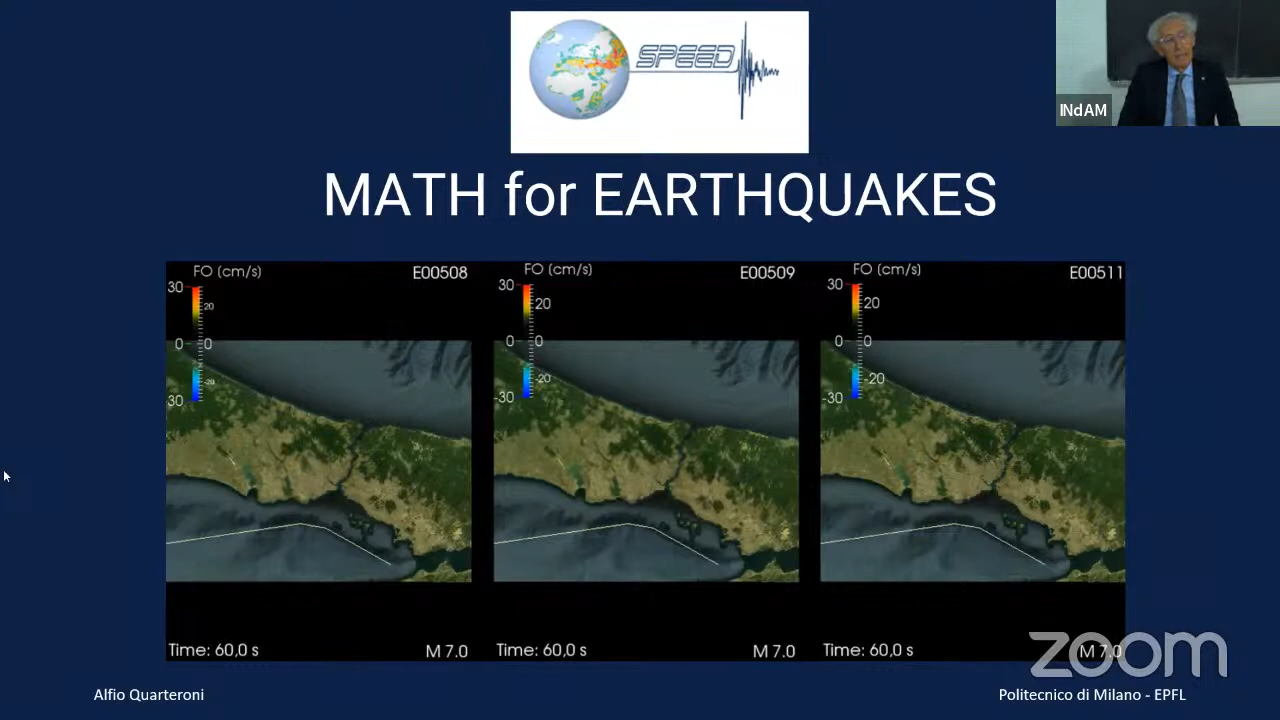 SPEED
INdAM
MATH for EARTHQUAKES
FO (cm/s)
E00508
30
20
0
0
-20
30
Time: 60,0 s
M 7.0
FO (cm/s)
E00509
30
20
0
0
-20
-30
Time: 60,0 s
M 7.0
FO (cm/s)
E00511
30
20
0
0
-20
-30
Time: 60,0 s
M 7.0
zoom
Alfio Quarteroni
Politecnico di Milano - EPFL